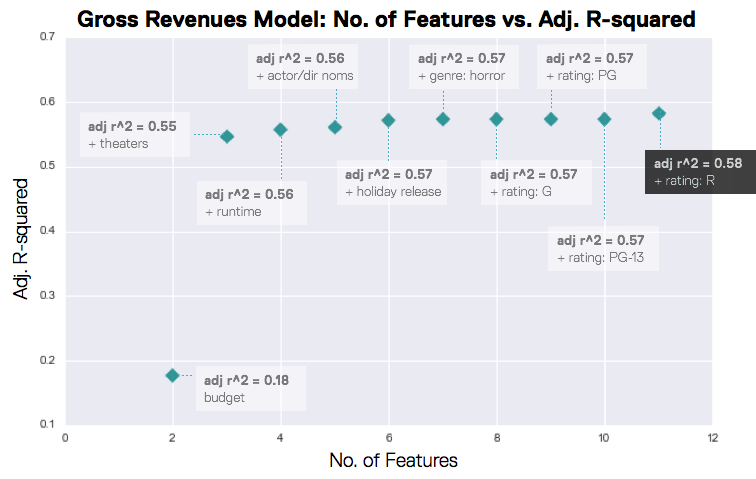 Gross Revenues Model: No. of Features vs. Adj. R-squared
0.7
adj r^2 = 0.56
+ actor/dir noms
adj r^2 = 0.57
+ genre: horror
adj r^2 = 0.57
+ rating: PG
0.6
adj r^2 = 0.55
+ theaters
0.5
adj r^2 = 0.56
+ runtime
adj r^2 = 0.57
+ holiday release
adj r^2 = 0.57
+ rating: G
adj r^2 = 0.58
+ rating: R
0.4
adj r^2 = 0.57
+ rating: PG-13
0.3
0.2
adj r^2 = 0.18
budget
0.1
Adj. R-squared
0 2 4 6 8 10 12
No. of Features